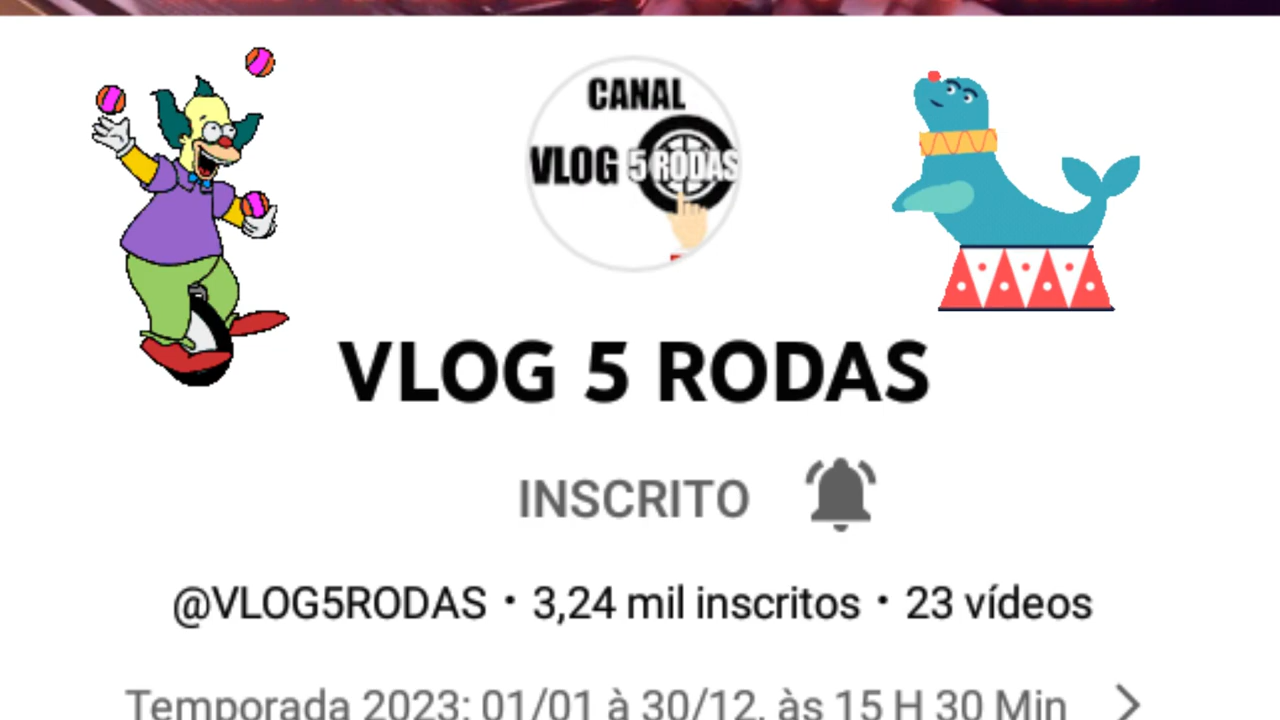 CANAL
VLOG 5 RODAS
VLOG 5 RODAS
INSCRITO
@VLOG5RODAS • 3,24 mil inscritos • 23 vídeos
Temporada 2023: 01/01 à 30/12, às 15 H 30 Min